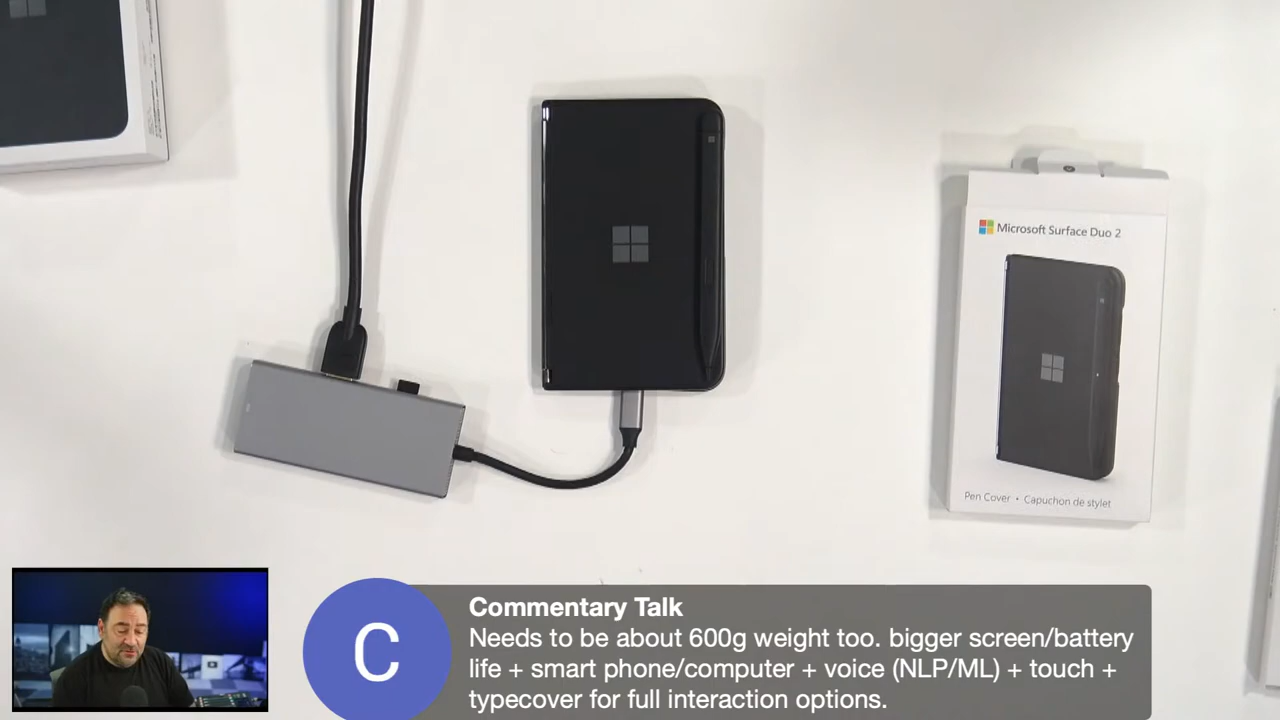 Microsoft Surface Duo 2
Pen Cover • Capuchon de stylet
C
Commentary Talk
Needs to be about 600g weight too. bigger screen/battery
life + smart phone/computer + voice (NLP/ML) + touch +
typecover for full interaction options.